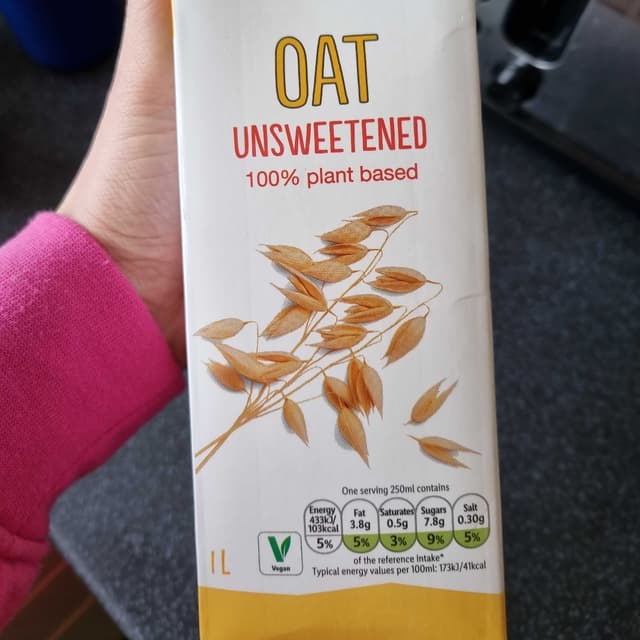 OAT
UNSWEETENED
100% plant based
One serving 250ml contains
Energy 433kJ/ 103kcal 5%
Fat 3.8g 5%
Saturates 0.5g 3%
Sugars 7.8g 9%
Salt 0.30g 5%
of the reference intake*
Typical energy values per 100ml: 173kJ/41kcal
Vegan
1L